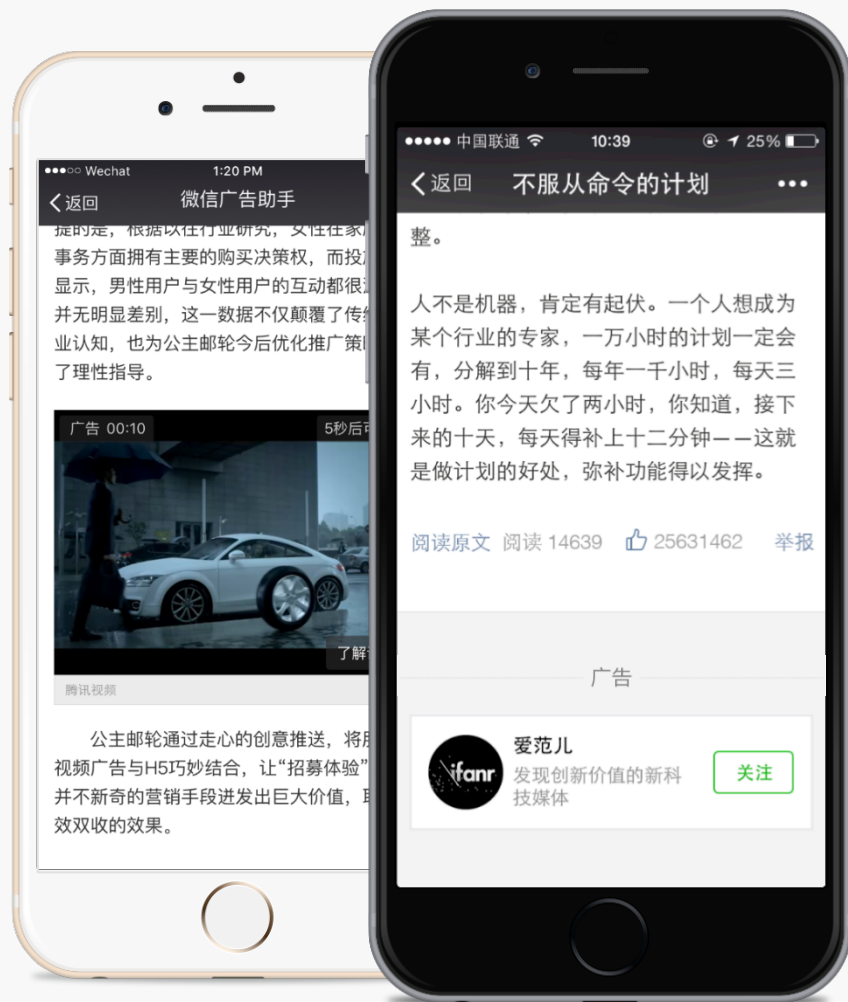 Wechat
1:20 PM
返回
微信广告助手
提的是，根据以往行业研究，女性在家
事务方面拥有主要的购买决策权，而投
显示，男性用户与女性用户的互动都很
并无明显差别，这一数据不仅颠覆了传
业认知，也为公主邮轮今后优化推广策
了理性指导。
广告 00:10
5秒后可
了解
腾讯视频
公主邮轮通过走心的创意推送，将
视频广告与H5巧妙结合，让“招募体验”
并不新奇的营销手段迸发出巨大价值，
效双收的效果。
中国联通
10:39
25%
返回
不服从命令的计划
整。
人不是机器，肯定有起伏。一个人想成为
某个行业的专家，一万小时的计划一定会
有，分解到十年，每年一千小时，每天三
小时。你今天欠了两小时，你知道，接下
来的十天，每天得补上十二分钟——这就
是做计划的好处，弥补功能得以发挥。
阅读原文 阅读 14639 25631462 举报
广告
ifanr
爱范儿
发现创新价值的新科
技媒体
关注